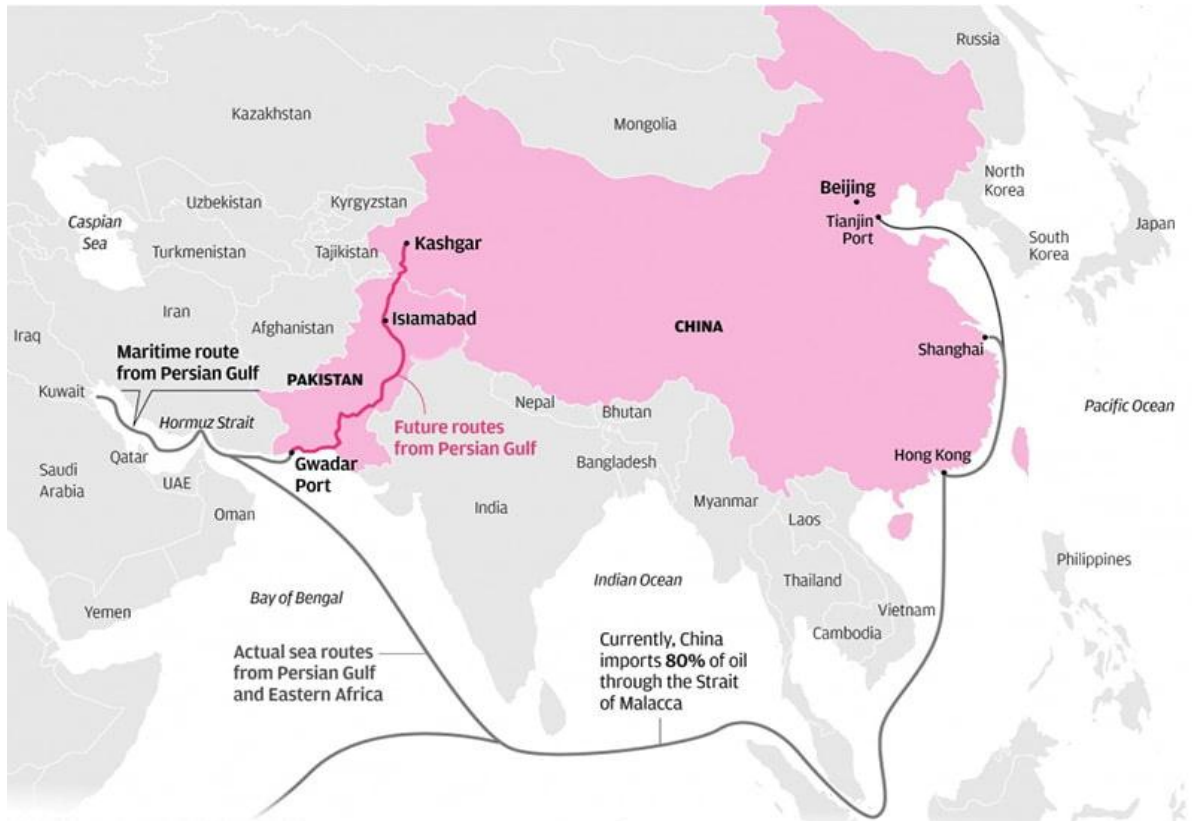 Russia
Kazakhstan
Mongolia
North
Korea
Beijing
Tianjin
Port
Uzbekistan
Kyrgyzstan
Caspian
Sea
Japan
South
Korea
Turkmenistan
Tajikistan
Kashgar
Iran
Afghanistan
Islamabad
CHINA
Iraq
Shanghai
Maritime route
from Persian Gulf
PAKISTAN
Kuwait
Nepal
Bhutan
Pacific Ocean
Hormuz Strait
Future routes
from Persian Gulf
Qatar
Gwadar
Port
Bangladesh
Hong Kong
Saudi
Arabia
UAE
India
Myanmar
Oman
Laos
Philippines
Thailand
Indian Ocean
Bay of Bengal
Yemen
Vietnam
Cambodia
Actual sea routes
from Persian Gulf
and Eastern Africa
Currently, China
imports 80% of oil
through the Strait
of Malacca